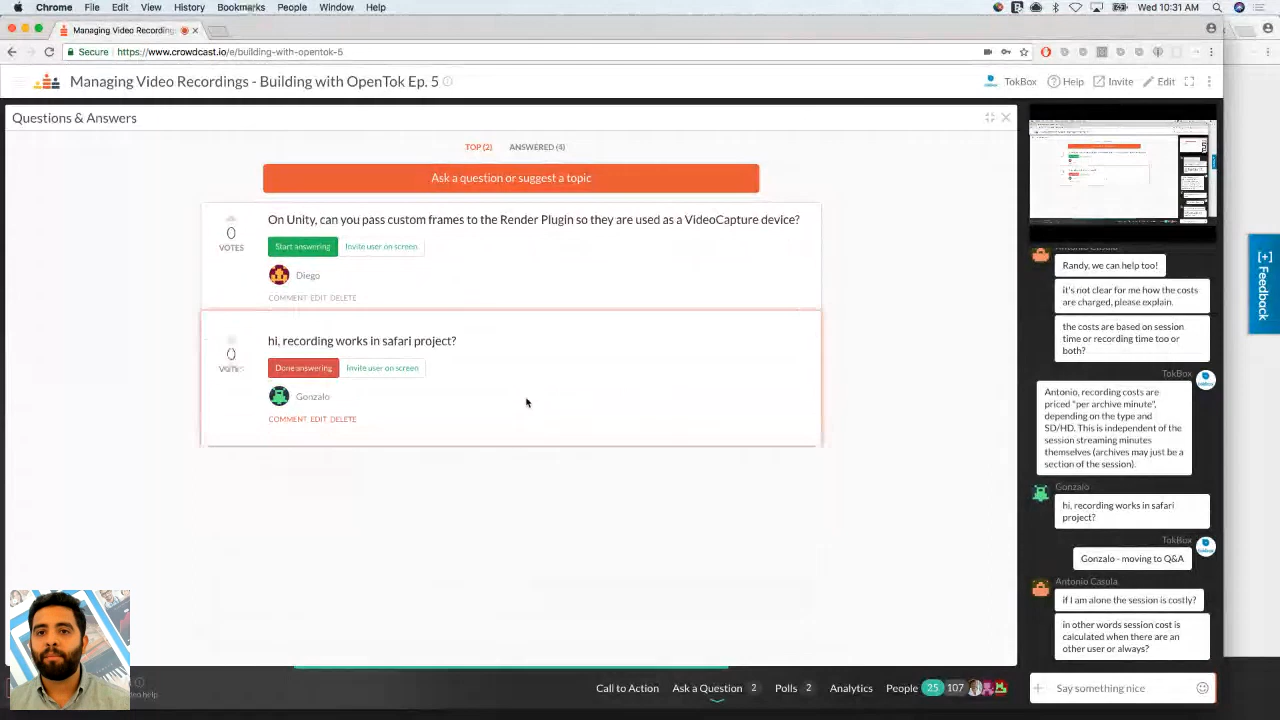 Chrome File Edit View History Bookmarks People Window Help
Wed 10:31 AM
Managing Video Recording
Secure https://www.crowdcast.io/e/building-with-opentok-5
Managing Video Recordings - Building with OpenTok Ep. 5
TokBox Help Invite Edit
Questions & Answers
TOP (2) ANSWERED (4)
Ask a question or suggest a topic
On Unity, can you pass custom frames to the Render Plugin so they are used as a VideoCapture device?
0
VOTES
Start answering Invite user on screen
Diego
COMMENT EDIT DELETE
hi, recording works in safari project?
0
VOTES
Done answering Invite user on screen
Gonzalo
COMMENT EDIT DELETE
Antonio Casula
Randy, we can help too!
it's not clear for me how the costs
are charged, please explain.
the costs are based on session
time or recording time too or
both?
TokBox
Antonio, recording costs are
priced "per archive minute",
depending on the type and
SD/HD. This is independent of the
session streaming minutes
themselves (archives may just be a
section of the session).
Gonzalo
hi, recording works in safari
project?
TokBox
Gonzalo - moving to Q&A
Antonio Casula
if I am alone the session is costly?
in other words session cost is
calculated when there are an
other user or always?
[+] Feedback
help
Call to Action Ask a Question 2 Polls 2 Analytics People 25 107
Say something nice